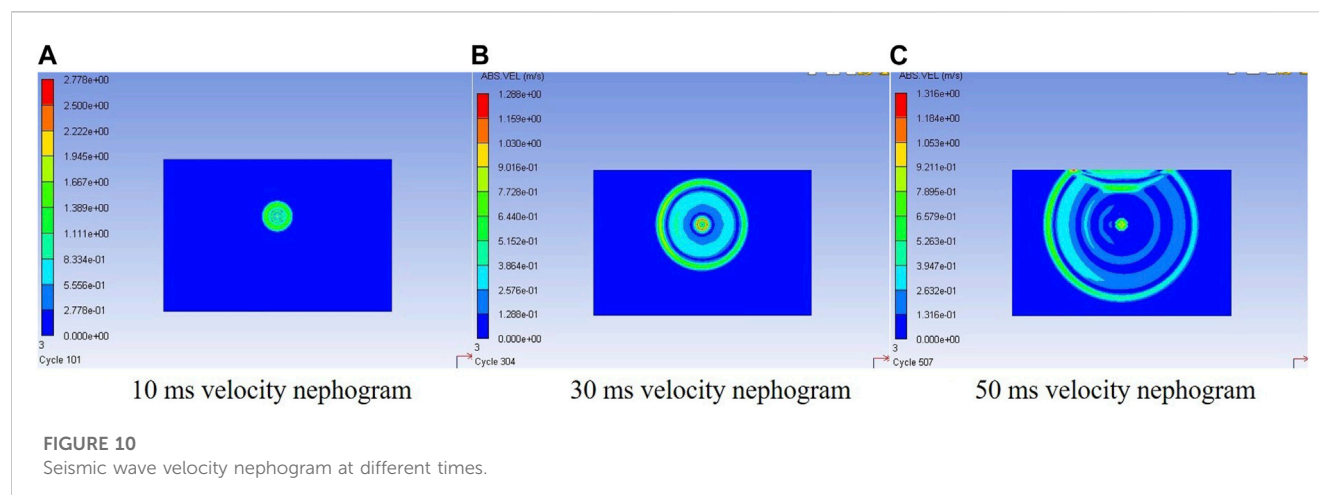 A
2.778e+00
2.500e+00
2.222e+00
1.945e+00
1.667e+00
1.389e+00
1.111e+00
8.334e-01
5.556e-01
2.778e-01
0.000e+00
3
Cycle 101
10 ms velocity nephogram
B
ABS.VEL (m/s)
1.288e+00
1.159e+00
1.030e+00
9.016e-01
7.728e-01
6.440e-01
5.152e-01
3.864e-01
2.576e-01
1.288e-01
0.000e+00
3
Cycle 304
30 ms velocity nephogram
C
ABS.VEL (m/s)
1.316e+00
1.184e+00
1.053e+00
9.211e-01
7.895e-01
6.579e-01
5.263e-01
3.947e-01
2.632e-01
1.316e-01
0.000e+00
3
Cycle 507
50 ms velocity nephogram
FIGURE 10
Seismic wave velocity nephogram at different times.